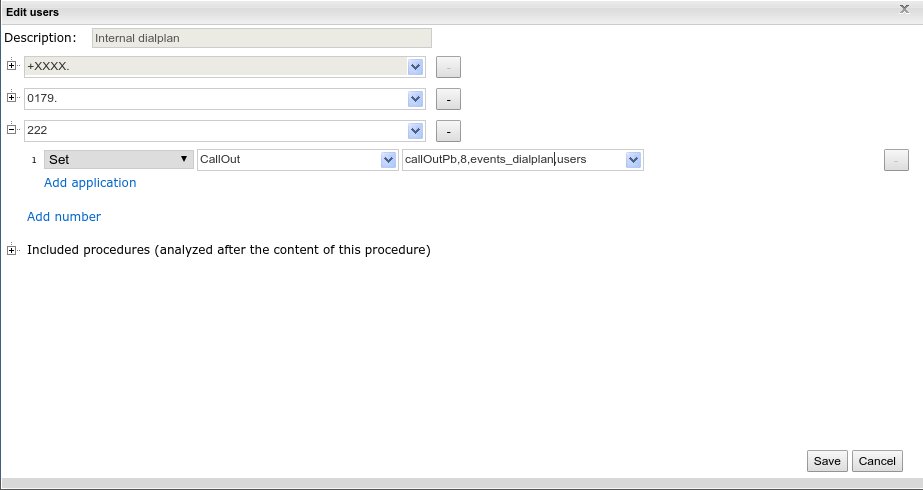 Edit users
Description: Internal dialplan
+XXXX. -
0179. -
222 -
1 Set CallOut callOutPb,8,events_dialplan,users -
Add application
Add number
Included procedures (analyzed after the content of this procedure)
Save Cancel